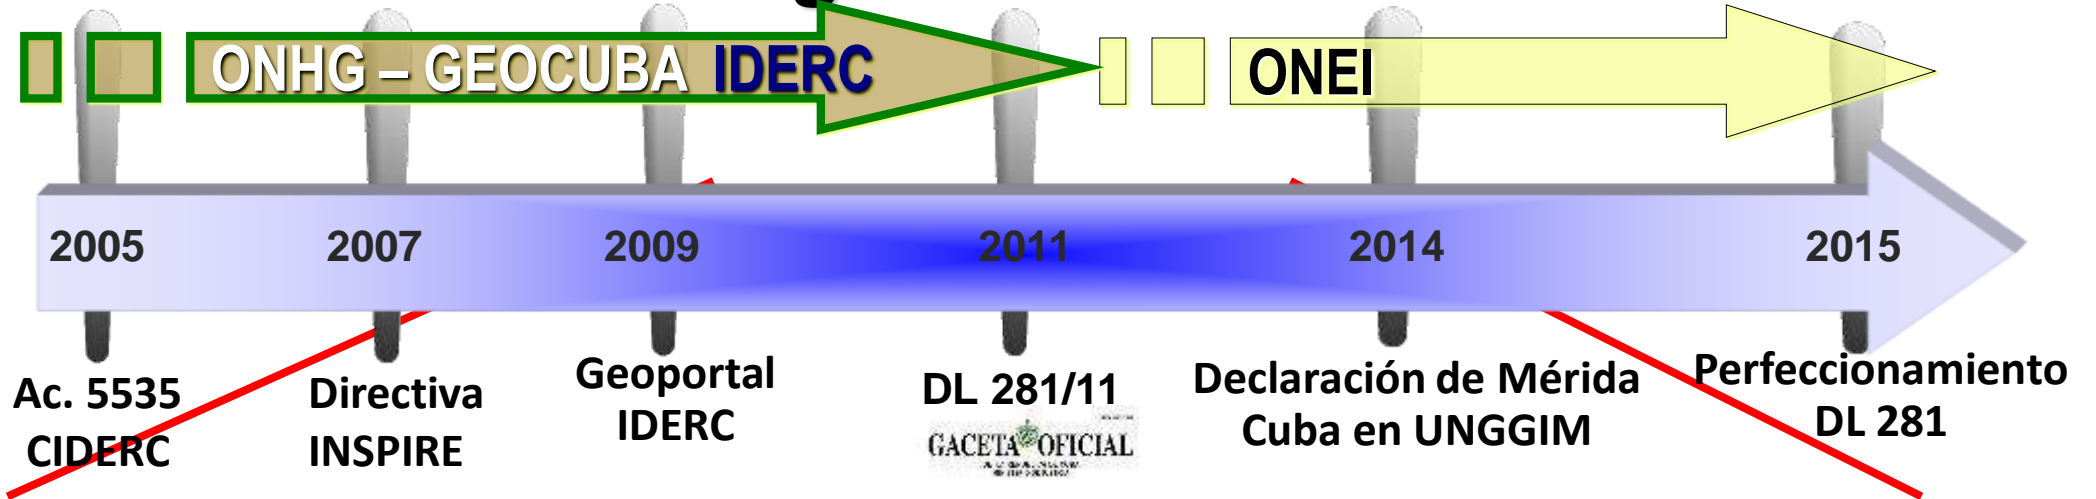 ONHG – GEOCUBA IDERC
ONEI
2005
2007
2009
2011
2014
2015
Ac. 5535
CIDERC
Directiva
INSPIRE
Geoportal
IDERC
DL 281/11
GACETA OFICIAL
Declaración de Mérida
Cuba en UNGGIM
Perfeccionamiento
DL 281